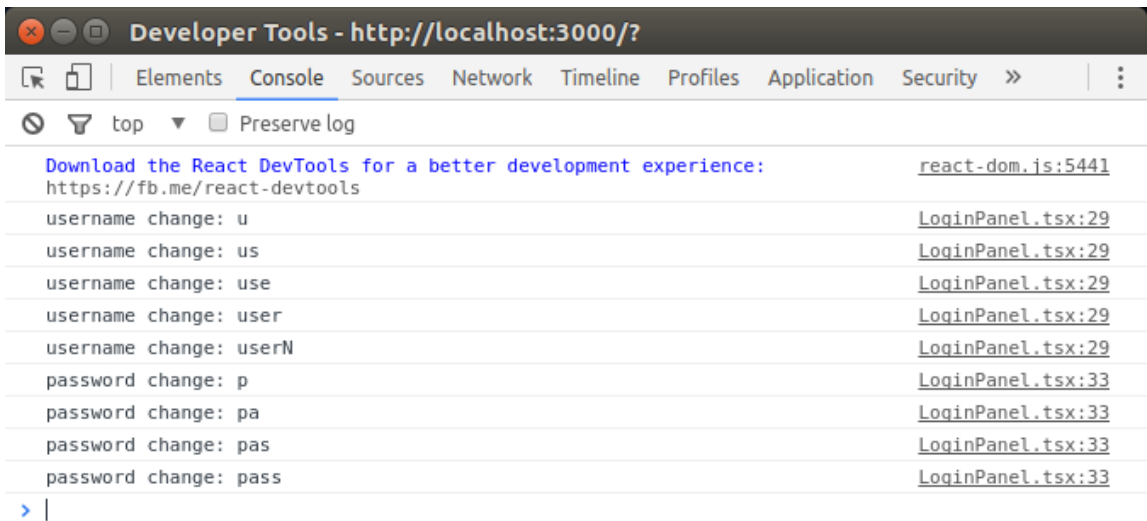 Developer Tools - http://localhost:3000/?
Elements Console Sources Network Timeline Profiles Application Security »
top ▼ Preserve log
Download the React DevTools for a better development experience: react-dom.js:5441
https://fb.me/react-devtools
username change: u LoginPanel.tsx:29
username change: us LoginPanel.tsx:29
username change: use LoginPanel.tsx:29
username change: user LoginPanel.tsx:29
username change: userN LoginPanel.tsx:29
password change: p LoginPanel.tsx:33
password change: pa LoginPanel.tsx:33
password change: pas LoginPanel.tsx:33
password change: pass LoginPanel.tsx:33
>